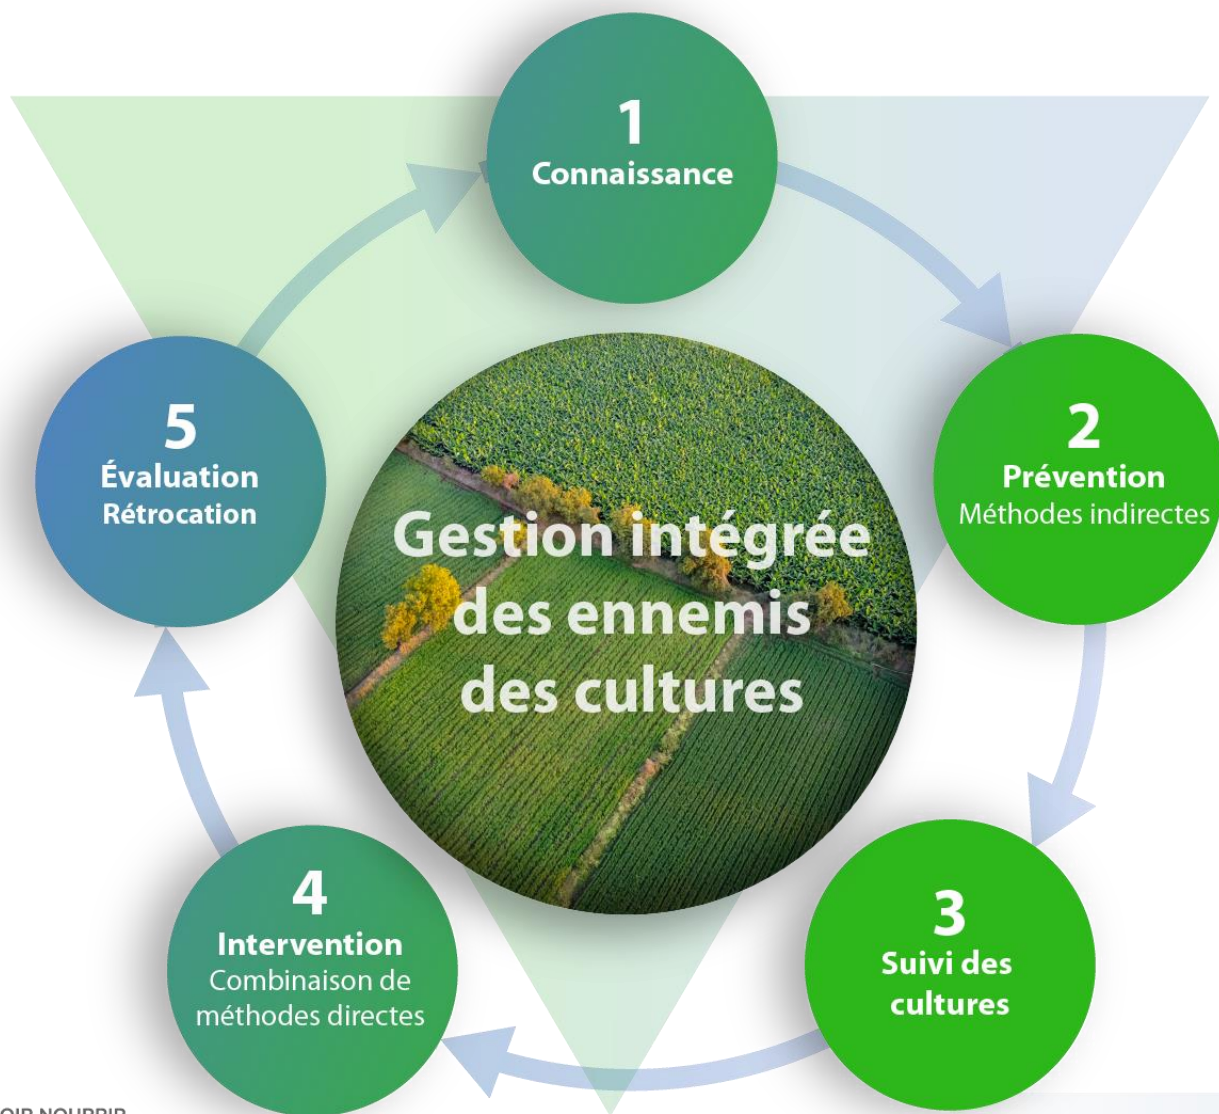 1
Connaissance
2
Prévention
Méthodes indirectes
3
Suivi des
cultures
4
Intervention
Combinaison de
méthodes directes
5
Évaluation
Rétrocation
Gestion intégrée
des ennemis
des cultures